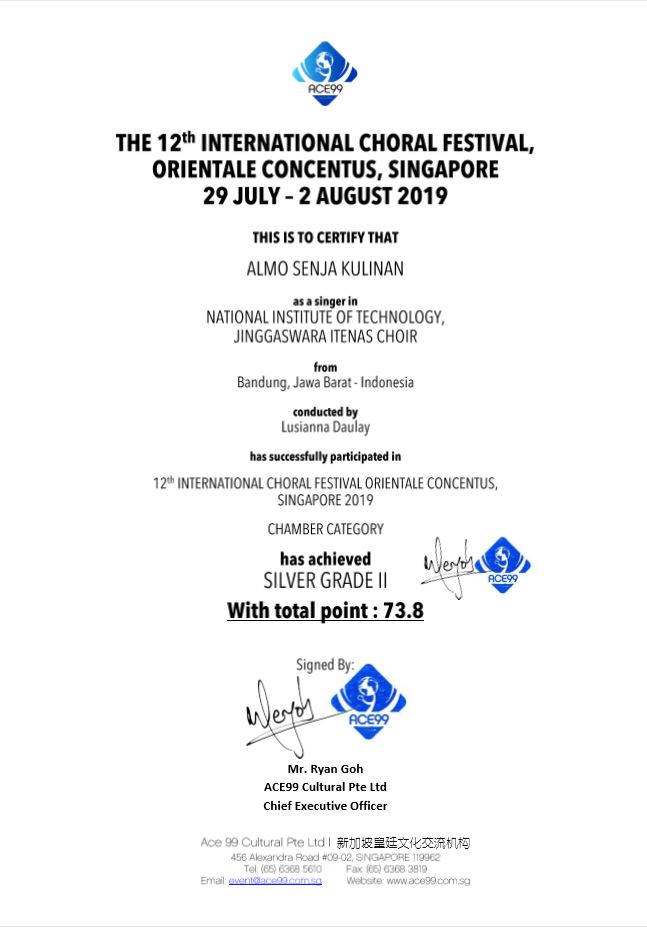 ACE99
THE 12th INTERNATIONAL CHORAL FESTIVAL,
ORIENTALE CONCENTUS, SINGAPORE
29 JULY – 2 AUGUST 2019
THIS IS TO CERTIFY THAT
ALMO SENJA KULINAN
as a singer in
NATIONAL INSTITUTE OF TECHNOLOGY,
JINGGASWARA ITENAS CHOIR
from
Bandung, Jawa Barat - Indonesia
conducted by
Lusianna Daulay
has successfully participated in
12th INTERNATIONAL CHORAL FESTIVAL ORIENTALE CONCENTUS,
SINGAPORE 2019
CHAMBER CATEGORY
has achieved
SILVER GRADE II
ACE99
With total point : 73.8
Signed By:
ACE99
Mr. Ryan Goh
ACE99 Cultural Pte Ltd
Chief Executive Officer
Ace 99 Cultural Pte Ltd | 新加坡皇廷文化交流机构
456 Alexandra Road #09-02, SINGAPORE 119962
Tel: (65) 6368 5610 Fax: (65) 6368 3819
Email: event@ace99.com.sg Website: www.ace99.com.sg